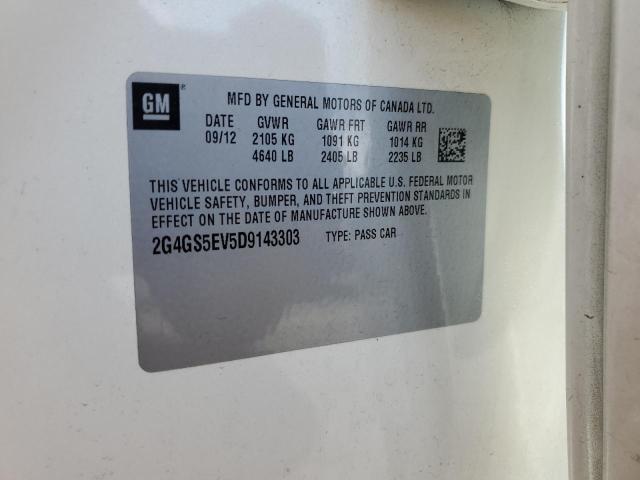 GM ®
MFD BY GENERAL MOTORS OF CANADA LTD.
DATE GVWR GAWR FRT GAWR RR
09/12 2105 KG 1091 KG 1014 KG
4640 LB 2405 LB 2235 LB
THIS VEHICLE CONFORMS TO ALL APPLICABLE U.S. FEDERAL MOTOR
VEHICLE SAFETY, BUMPER, AND THEFT PREVENTION STANDARDS IN
EFFECT ON THE DATE OF MANUFACTURE SHOWN ABOVE.
2G4GS5EV5D9143303 TYPE: PASS CAR